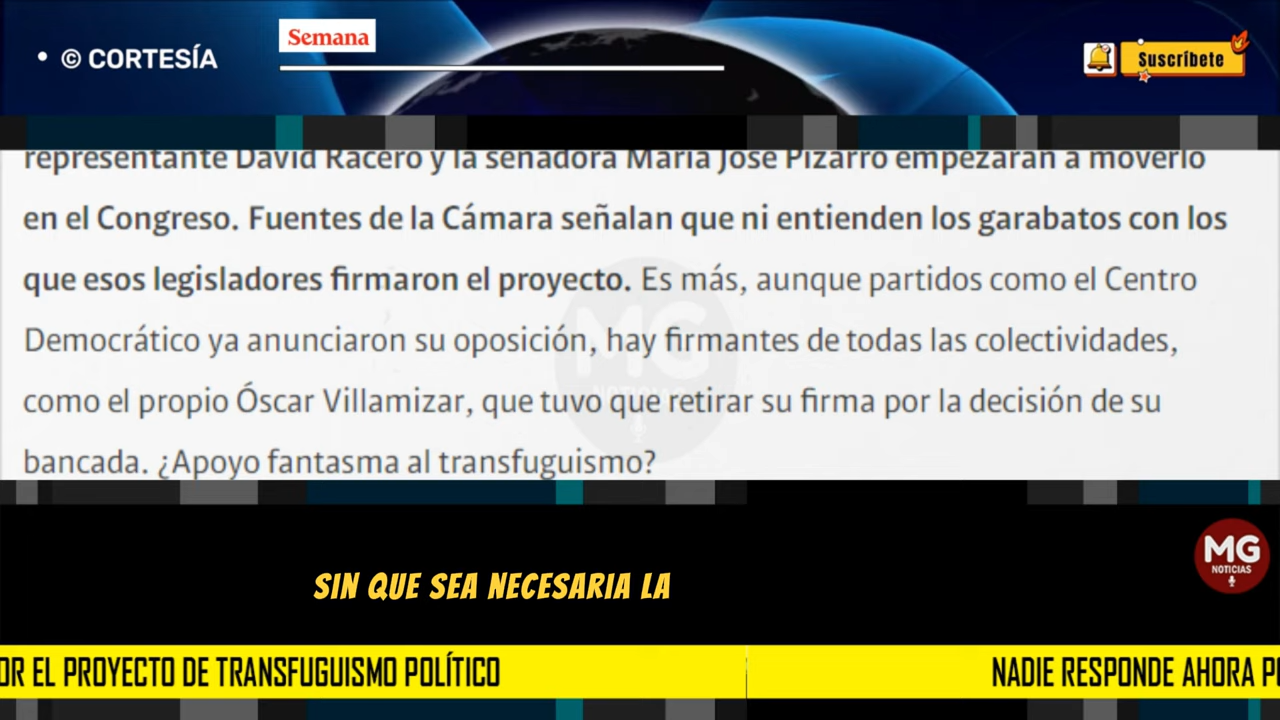 • © CORTESÍA
Semana
Suscríbete
representante David Racero y la senadora María José Pizarro empezaran a moverlo
en el Congreso. Fuentes de la Cámara señalan que ni entienden los garabatos con los
que esos legisladores firmaron el proyecto. Es más, aunque partidos como el Centro
Democrático ya anunciaron su oposición, hay firmantes de todas las colectividades,
como el propio Óscar Villamizar, que tuvo que retirar su firma por la decisión de su
bancada. ¿Apoyo fantasma al transfuguismo?
MG
NOTICIAS
MG
NOTICIAS
SIN QUE SEA NECESARIA LA
OR EL PROYECTO DE TRANSFUGUISMO POLÍTICO
NADIE RESPONDE AHORA PO